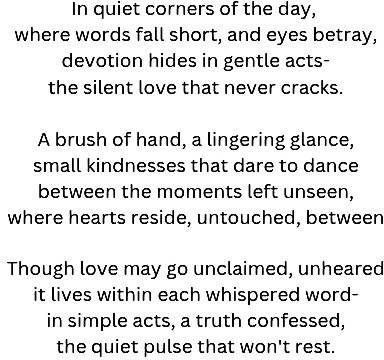 In quiet corners of the day,
where words fall short, and eyes betray,
devotion hides in gentle acts-
the silent love that never cracks.

A brush of hand, a lingering glance,
small kindnesses that dare to dance
between the moments left unseen,
where hearts reside, untouched, between

Though love may go unclaimed, unheared
it lives within each whispered word-
in simple acts, a truth confessed,
the quiet pulse that won't rest.